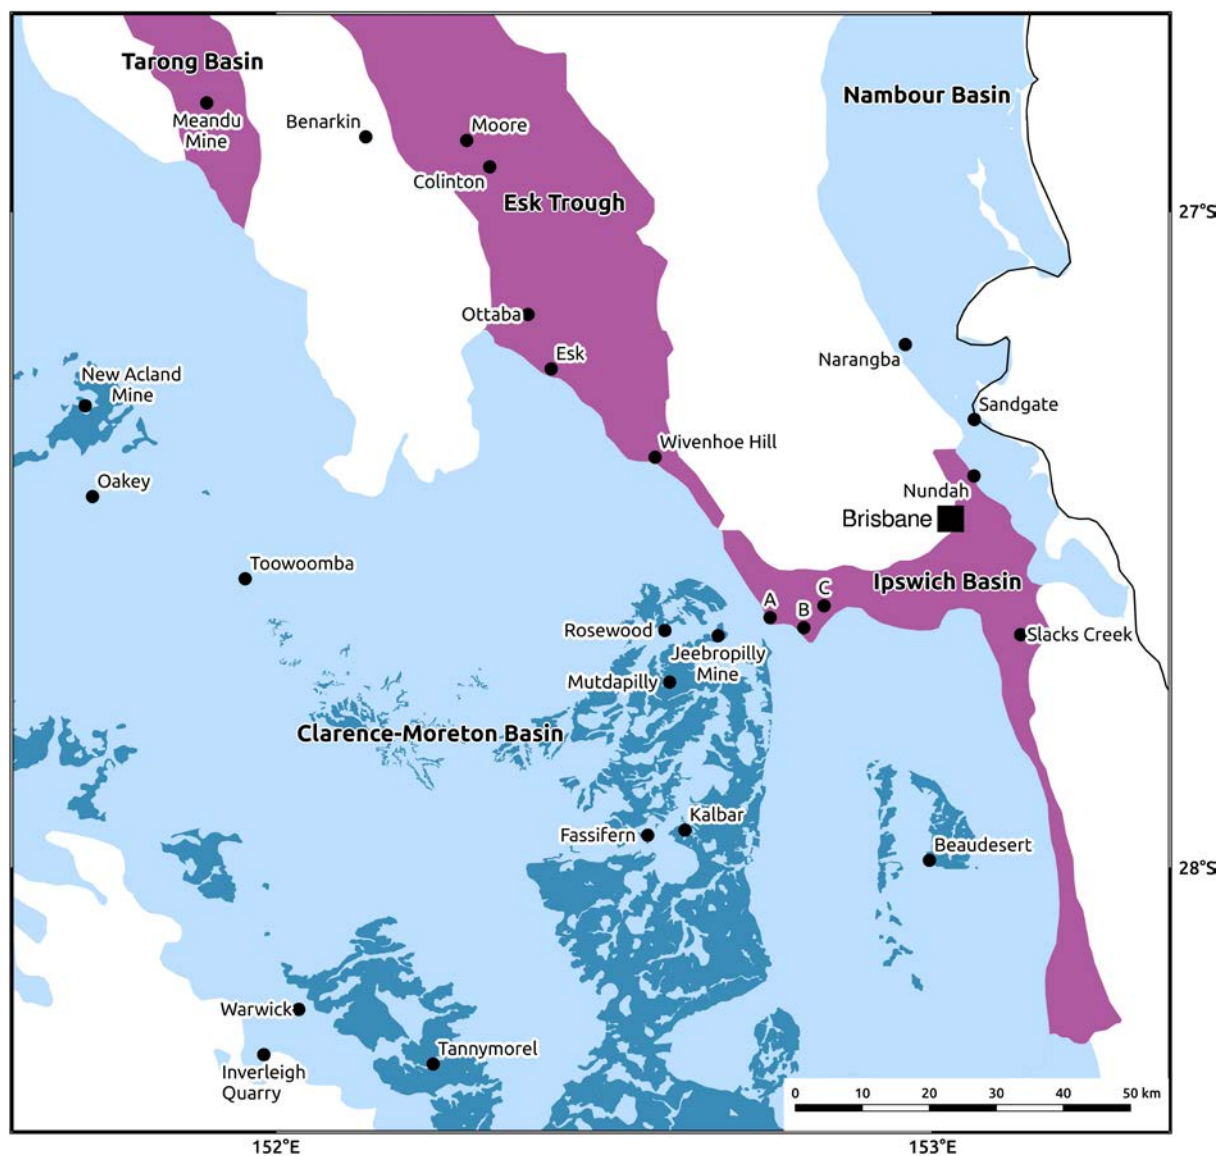 Tarong Basin
Meandu
Mine
Benarkin
Moore
Colinton
Esk Trough
Nambour Basin
27°S
Ottaba
Esk
Narangba
New Acland
Mine
Sandgate
Wivenhoe Hill
Oakey
Nundah
Brisbane
Toowoomba
Ipswich Basin
A
B
C
Rosewood
Jeebropilly
Mine
Slacks Creek
Mutdapilly
Clarence-Moreton Basin
Fassifern
Kalbar
Beaudesert
28°S
Warwick
Tannymorel
Inverleigh
Quarry
0 10 20 30 40 50 km
152°E
153°E